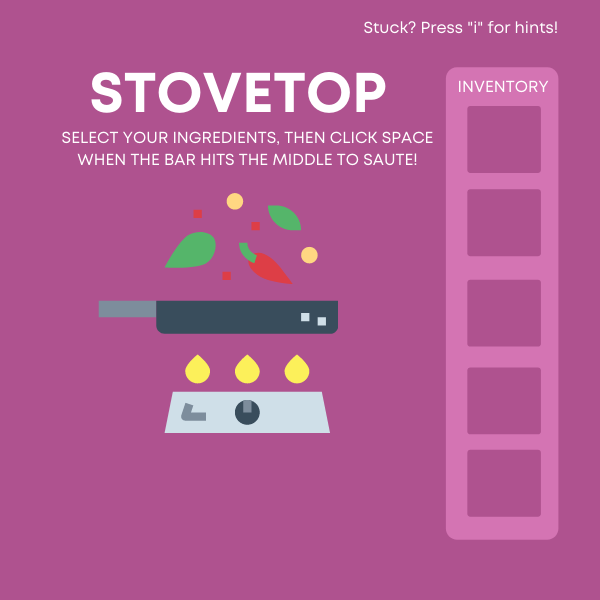 Stuck? Press "i" for hints!
STOVETOP
SELECT YOUR INGREDIENTS, THEN CLICK SPACE
WHEN THE BAR HITS THE MIDDLE TO SAUTE!
INVENTORY